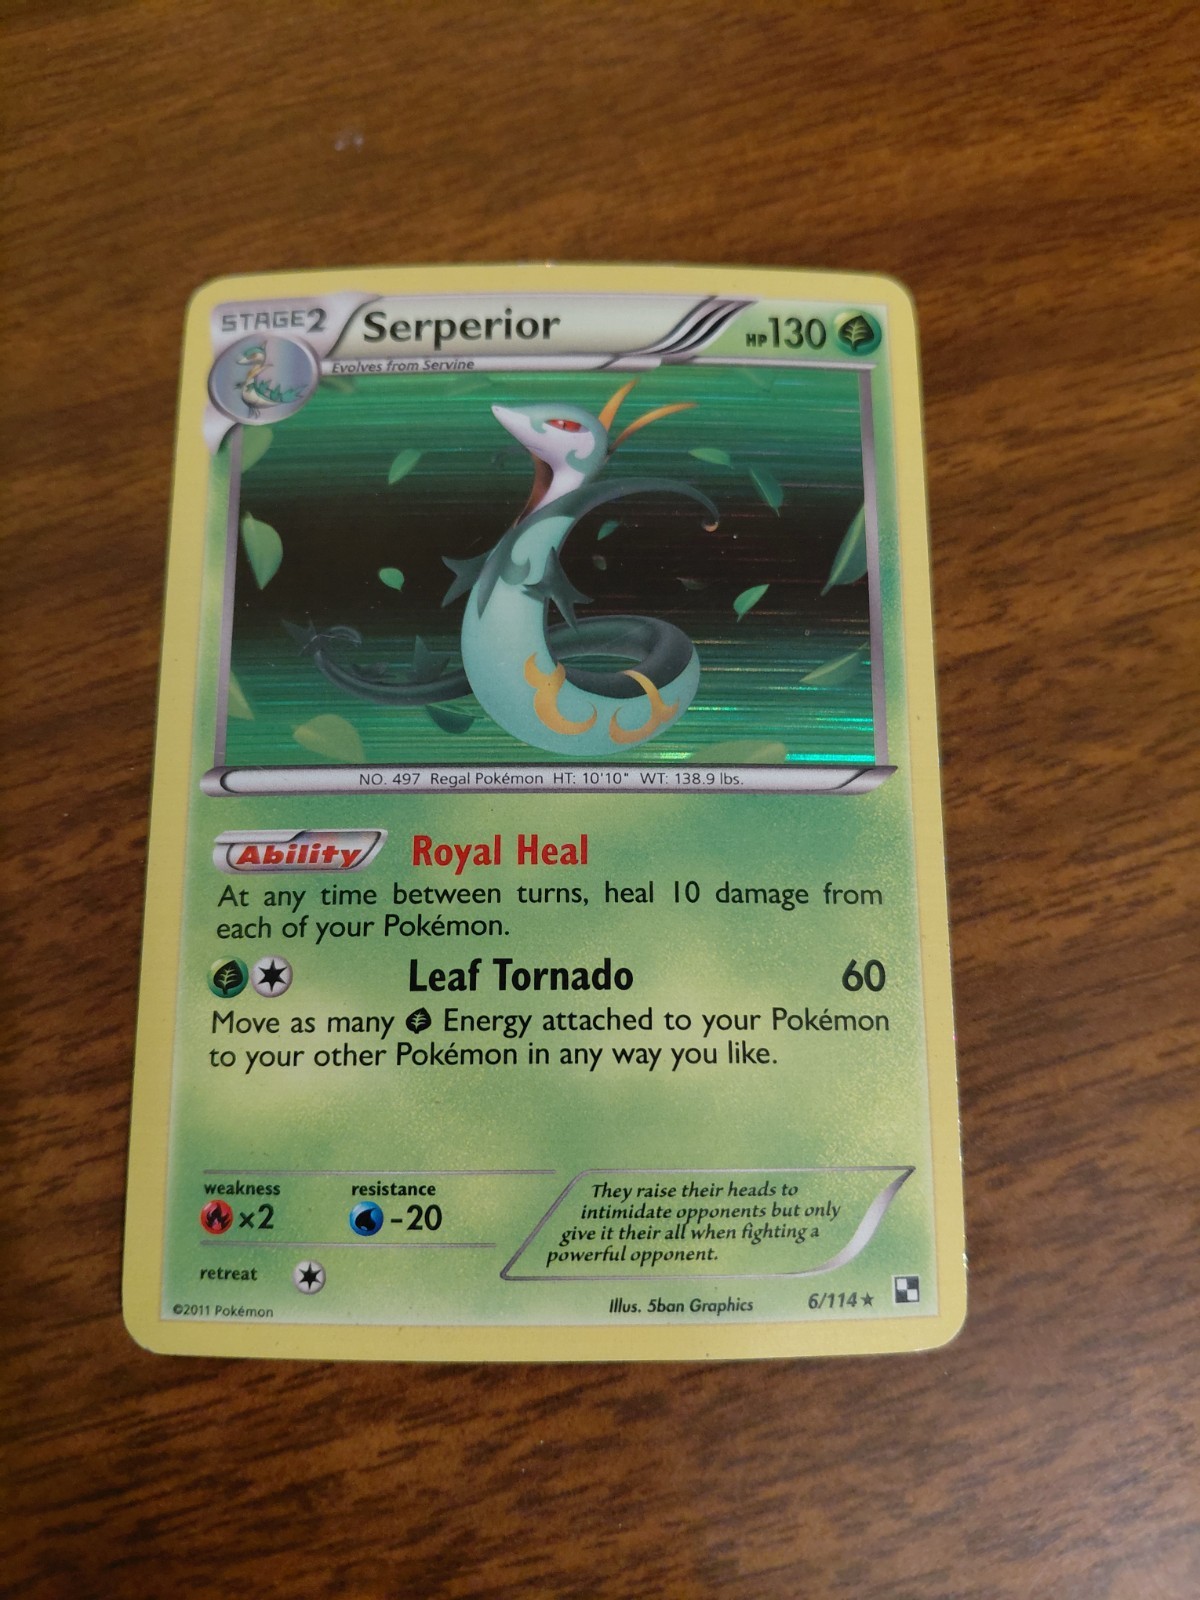 STAGE2 Serperior HP130
Evolves from Servine
NO. 497 Regal Pokémon HT: 10'10" WT: 138.9 lbs.
Ability Royal Heal
At any time between turns, heal 10 damage from
each of your Pokémon.
Leaf Tornado 60
Move as many Energy attached to your Pokémon
to your other Pokémon in any way you like.
weakness resistance
×2 -20
retreat
They raise their heads to
intimidate opponents but only
give it their all when fighting a
powerful opponent.
©2011 Pokémon Illus. 5ban Graphics 6/114★